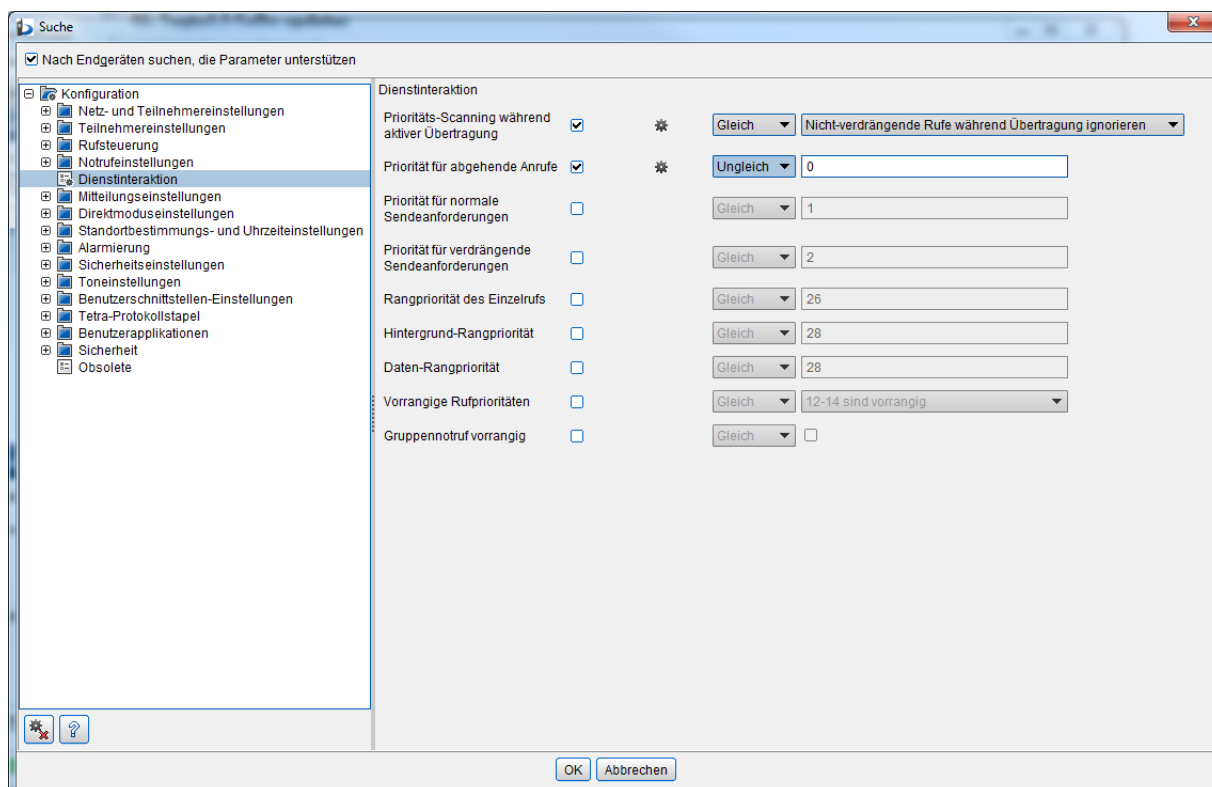 Suche
Nach Endgeräten suchen, die Parameter unterstützen
Konfiguration
Netz- und Teilnehmereinstellungen
Teilnehmereinstellungen
Rufsteuerung
Notrufeinstellungen
Dienstinteraktion
Mitteilungseinstellungen
Direktmoduseinstellungen
Standortbestimmungs- und Uhrzeiteinstellungen
Alarmierung
Sicherheitseinstellungen
Toneinstellungen
Benutzerschnittstellen-Einstellungen
Tetra-Protokollstapel
Benutzerapplikationen
Sicherheit
Obsolete
Dienstinteraktion
Prioritäts-Scanning während
aktiver Übertragung
Gleich
Nicht-verdrängende Rufe während Übertragung ignorieren
Priorität für abgehende Anrufe
Ungleich
0
Priorität für normale
Sendeanforderungen
Gleich
1
Priorität für verdrängende
Sendeanforderungen
Gleich
2
Rangpriorität des Einzelrufs
Gleich
26
Hintergrund-Rangpriorität
Gleich
28
Daten-Rangpriorität
Gleich
28
Vorrangige Rufprioritäten
Gleich
12-14 sind vorrangig
Gruppennotruf vorrangig
Gleich
OK
Abbrechen